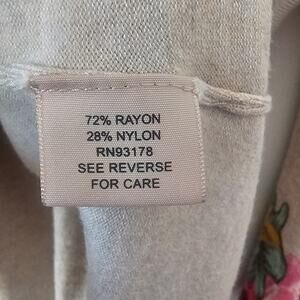 72% RAYON
28% NYLON
RN93178
SEE REVERSE
FOR CARE